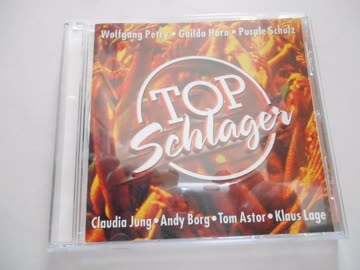 Wolfgang Petry • Guildo Horn • Purple Schulz
TOP
Schlager
Claudia Jung • Andy Borg • Tom Astor • Klaus Lage